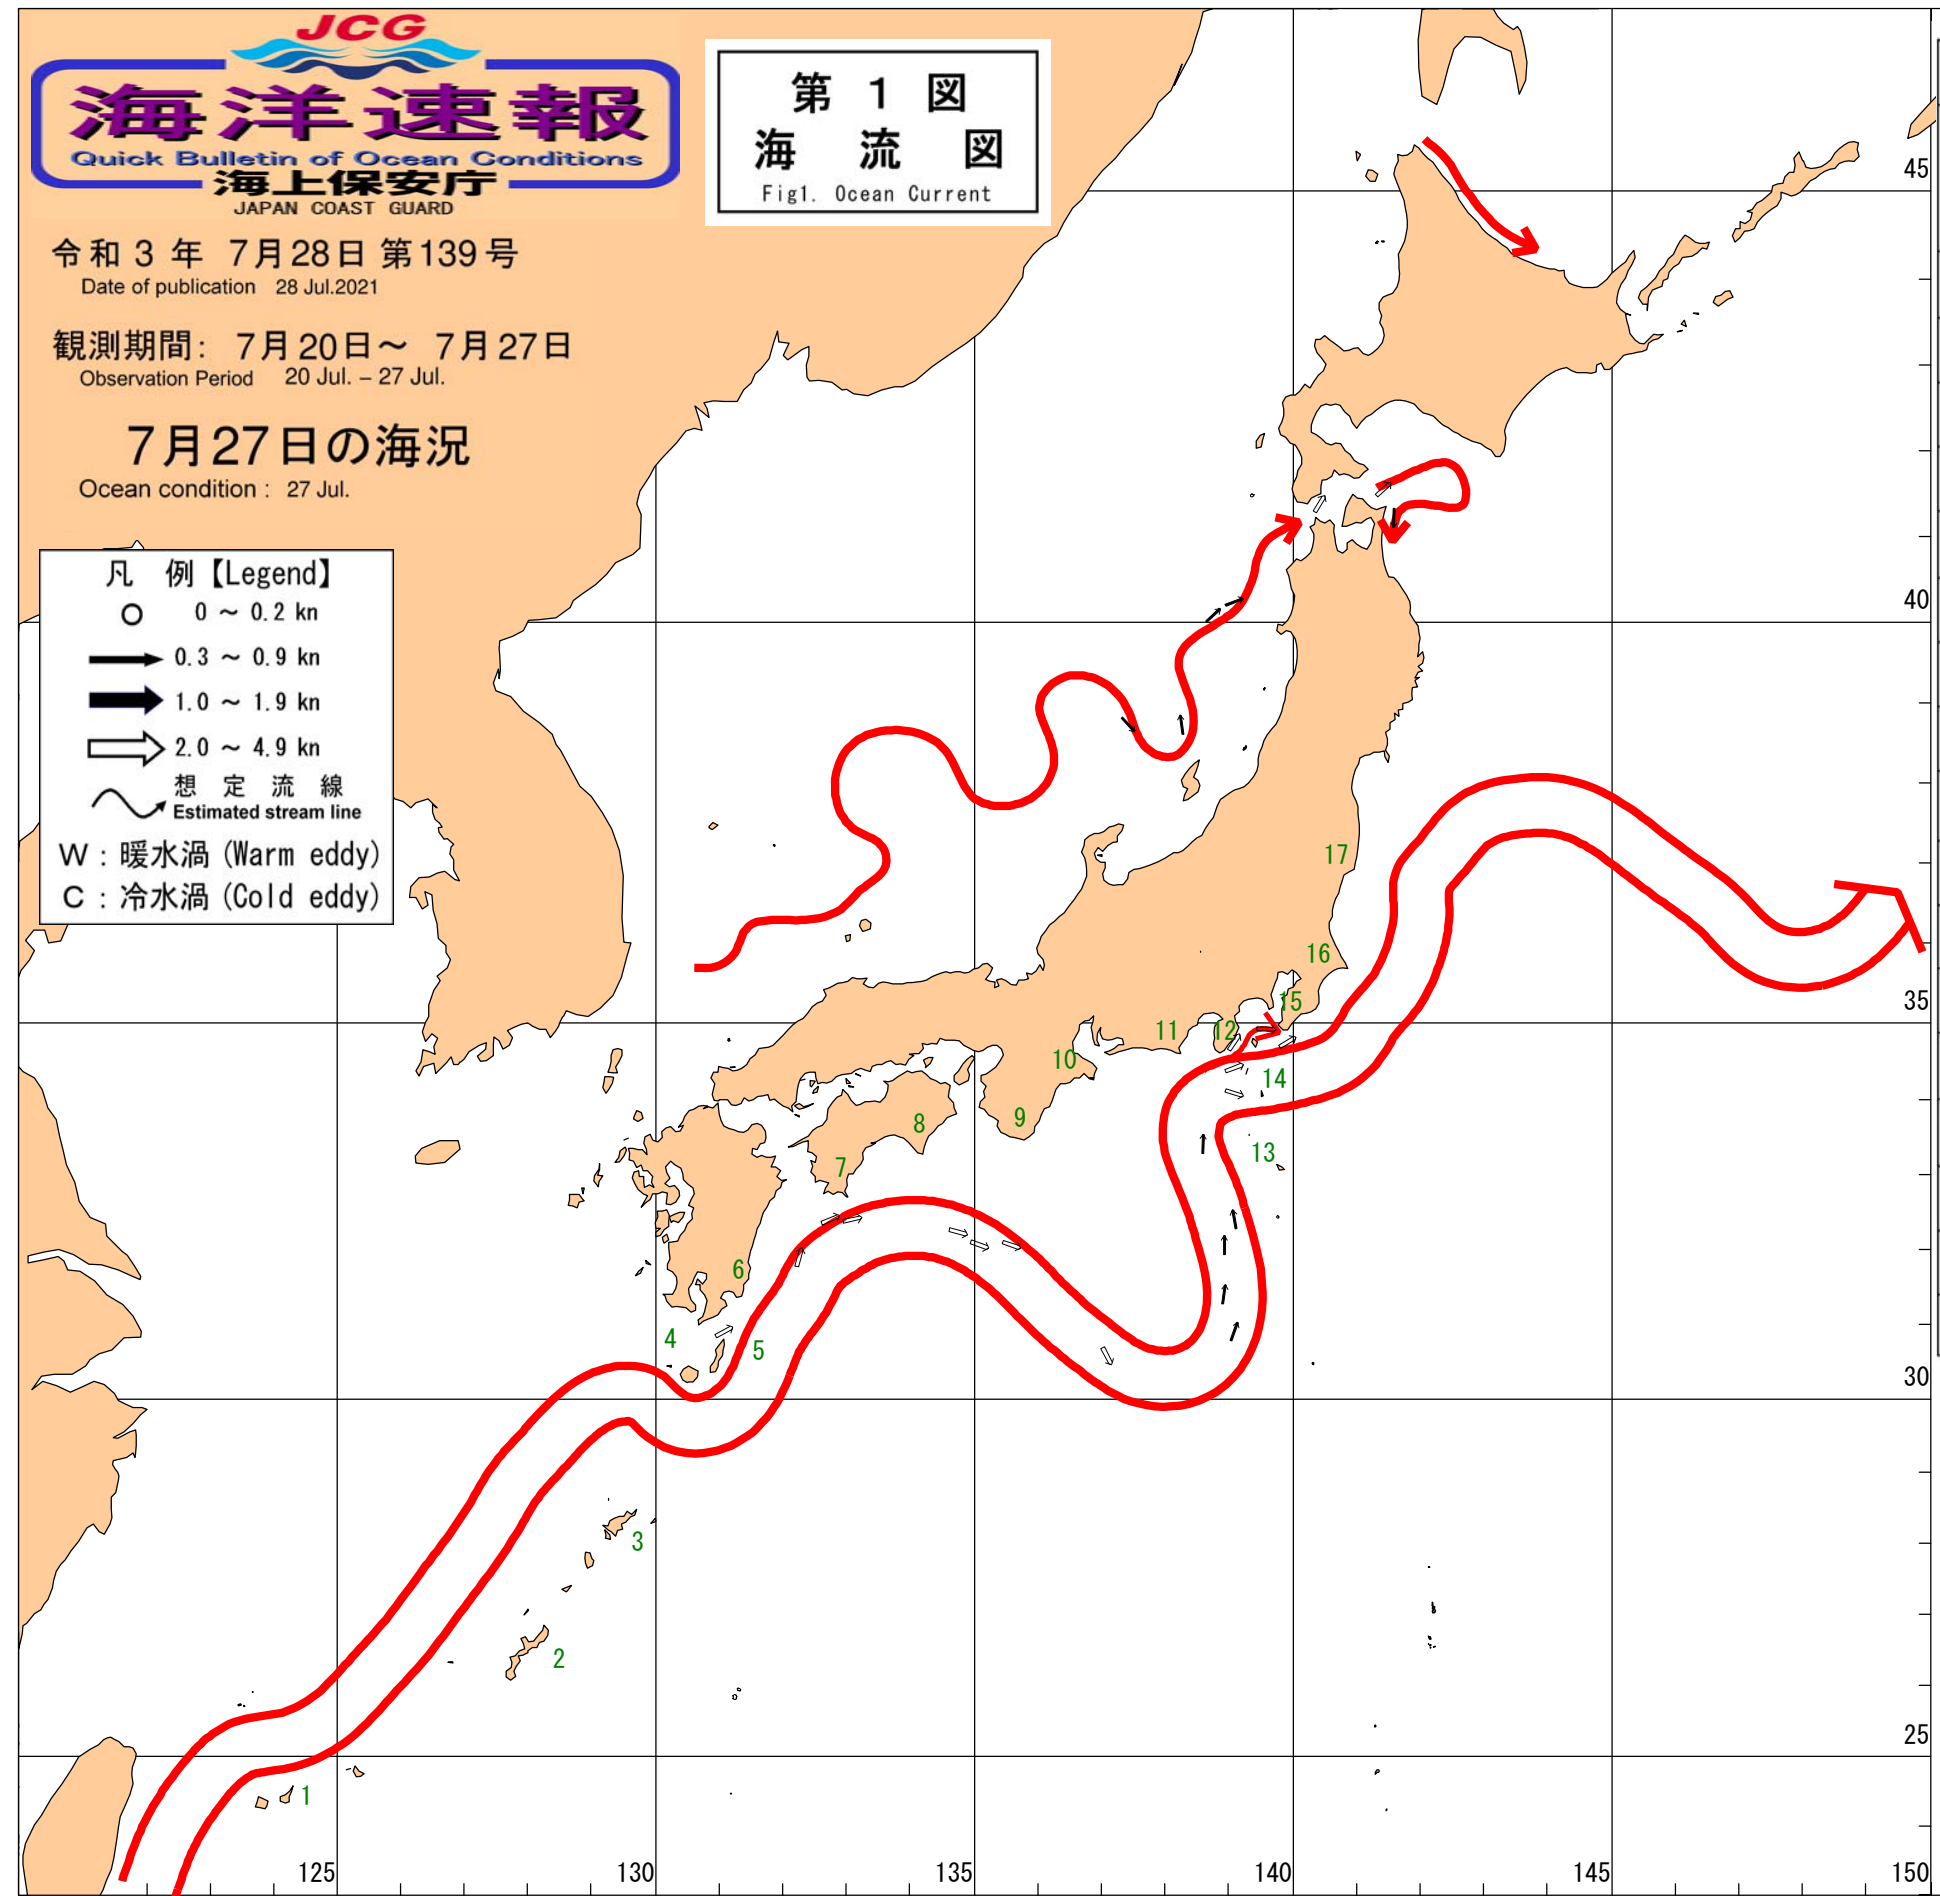 JCG
海洋速報
Quick Bulletin of Ocean Conditions
海上保安庁
JAPAN COAST GUARD
第 1 図
海 流 図
Fig1. Ocean Current
令和 3 年 7月28日 第139号
Date of publication 28 Jul.2021
観測期間: 7月20日～ 7月27日
Observation Period 20 Jul. – 27 Jul.
7月27日の海況
Ocean condition : 27 Jul.
凡 例【Legend】
0 ～ 0.2 kn
0.3 ～ 0.9 kn
1.0 ～ 1.9 kn
2.0 ～ 4.9 kn
想 定 流 線
Estimated stream line
W : 暖水渦 (Warm eddy)
C : 冷水渦 (Cold eddy)
45
40
17
16
35
15
11
12
10
14
9
8
13
7
6
4
5
30
3
2
25
1
125
130
135
140
145
150